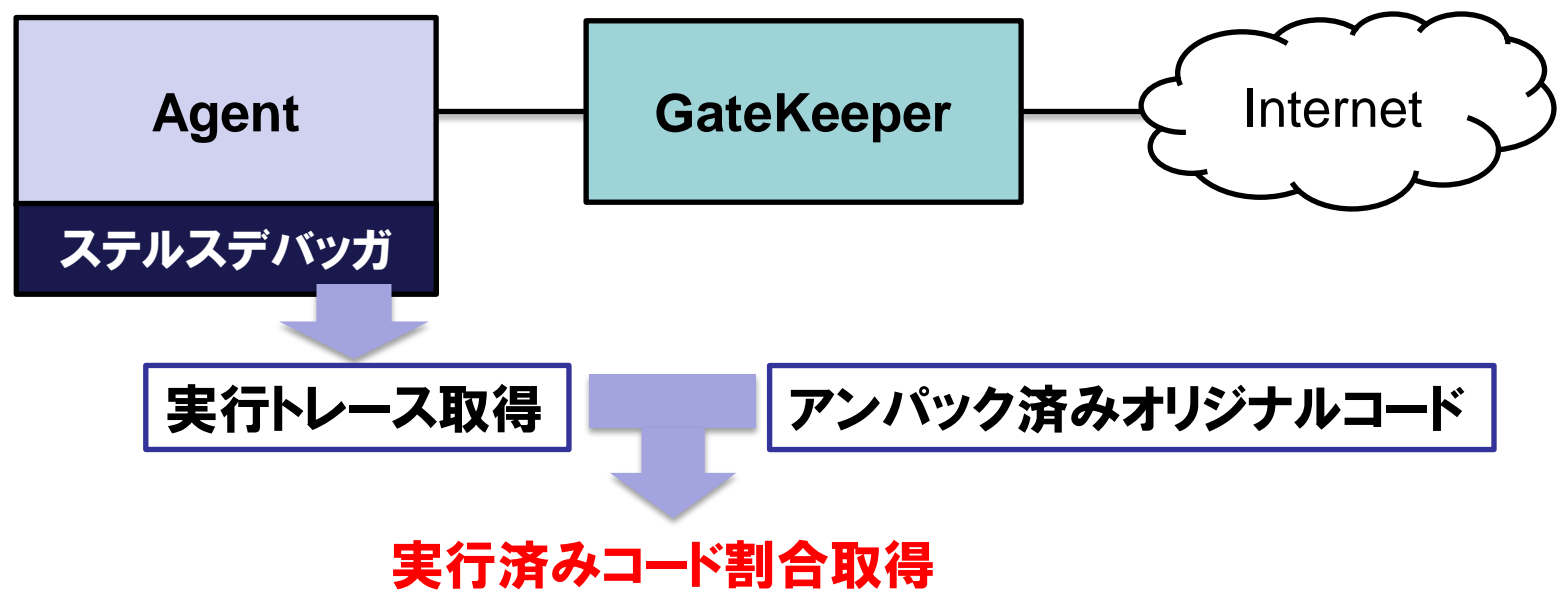 Agent
GateKeeper
Internet
ステルスデバッガ
実行トレース取得
アンパック済みオリジナルコード
実行済みコード割合取得